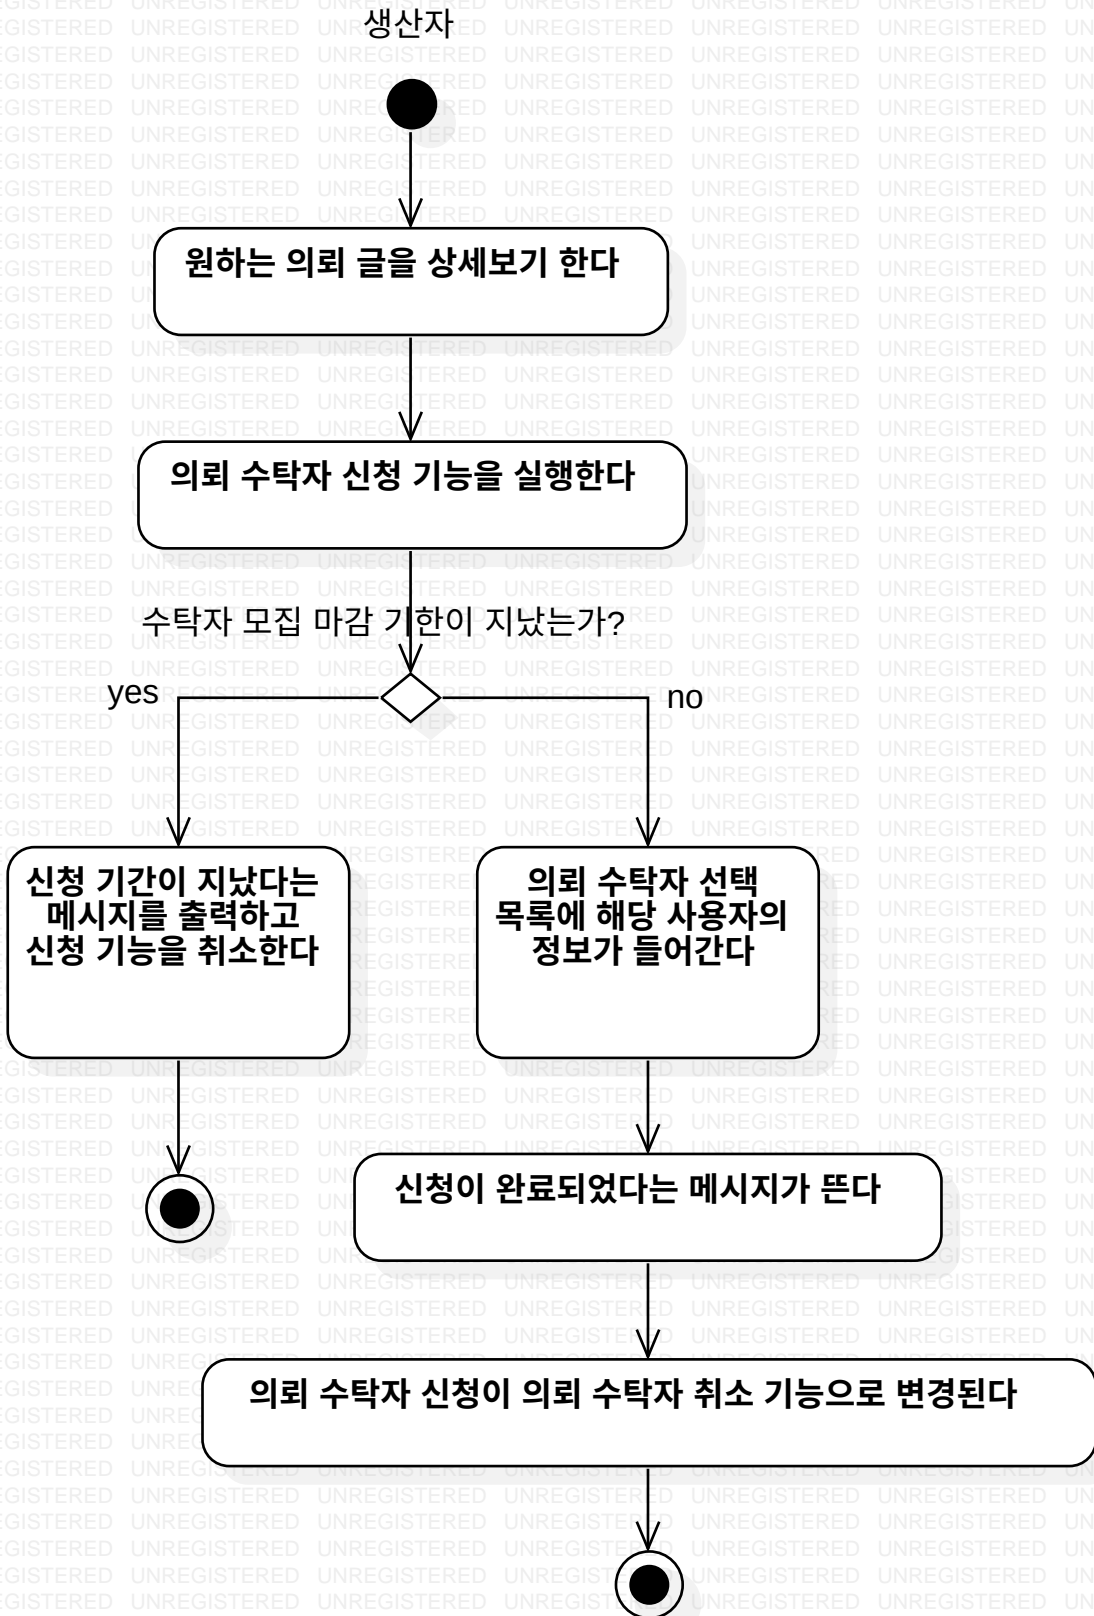 생산자
원하는 의뢰 글을 상세보기 한다
의뢰 수탁자 신청 기능을 실행한다
수탁자 모집 마감 기한이 지났는가?
yes
no
신청 기간이 지났다는
메시지를 출력하고
신청 기능을 취소한다
의뢰 수탁자 선택
목록에 해당 사용자의
정보가 들어간다
신청이 완료되었다는 메시지가 뜬다
의뢰 수탁자 신청이 의뢰 수탁자 취소 기능으로 변경된다
UNREGISTERED